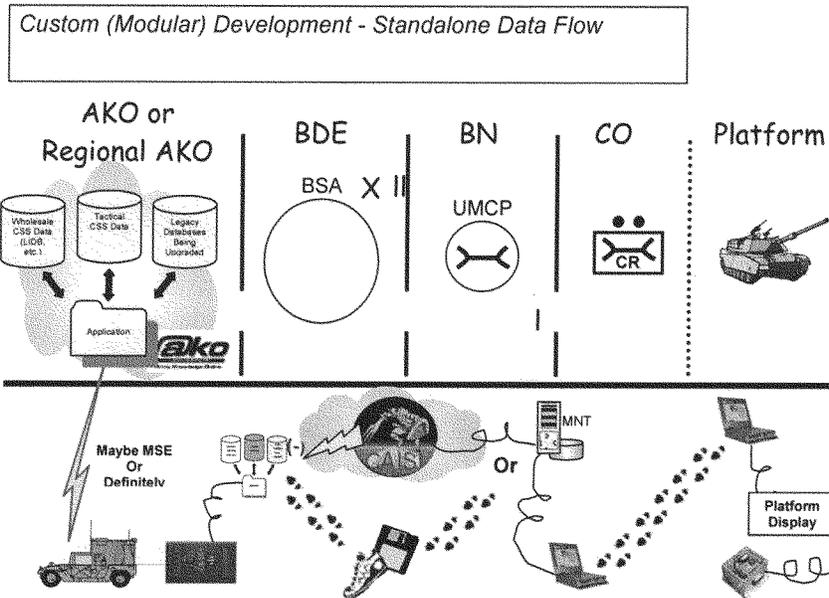 Custom (Modular) Development - Standalone Data Flow
AKO or
Regional AKO
BDE
BN
CO
Platform
BSA
X II
UMCP
CR
I
Wholesale
CSS Data
(LIDB,
etc.)
Tactical
CSS Data
Legacy
Databases
Being
Upgraded
Application
@ko
Maybe MSE
Or
Definitely
(-)
Or
MNT
Platform
Display